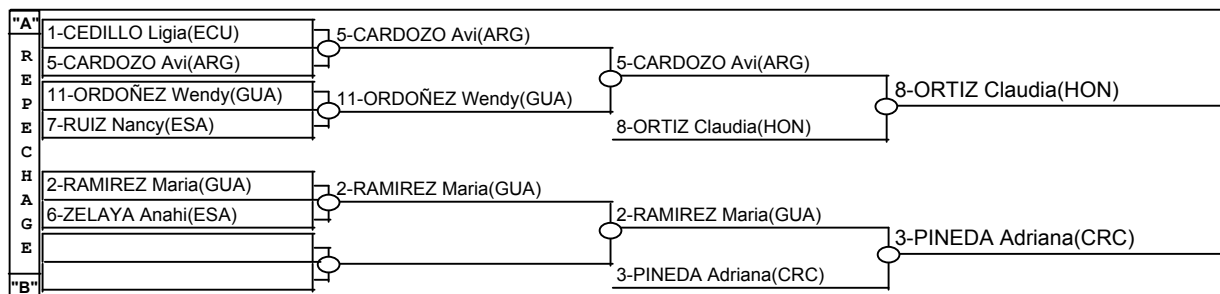 "A"
REPECHAGE
"B"
1-CEDILLO Ligia(ECU)
5-CARDOZO Avi(ARG)
11-ORDOÑEZ Wendy(GUA)
7-RUIZ Nancy(ESA)
2-RAMIREZ Maria(GUA)
6-ZELAYA Anahi(ESA)
5-CARDOZO Avi(ARG)
11-ORDOÑEZ Wendy(GUA)
2-RAMIREZ Maria(GUA)
5-CARDOZO Avi(ARG)
8-ORTIZ Claudia(HON)
2-RAMIREZ Maria(GUA)
3-PINEDA Adriana(CRC)
8-ORTIZ Claudia(HON)
3-PINEDA Adriana(CRC)